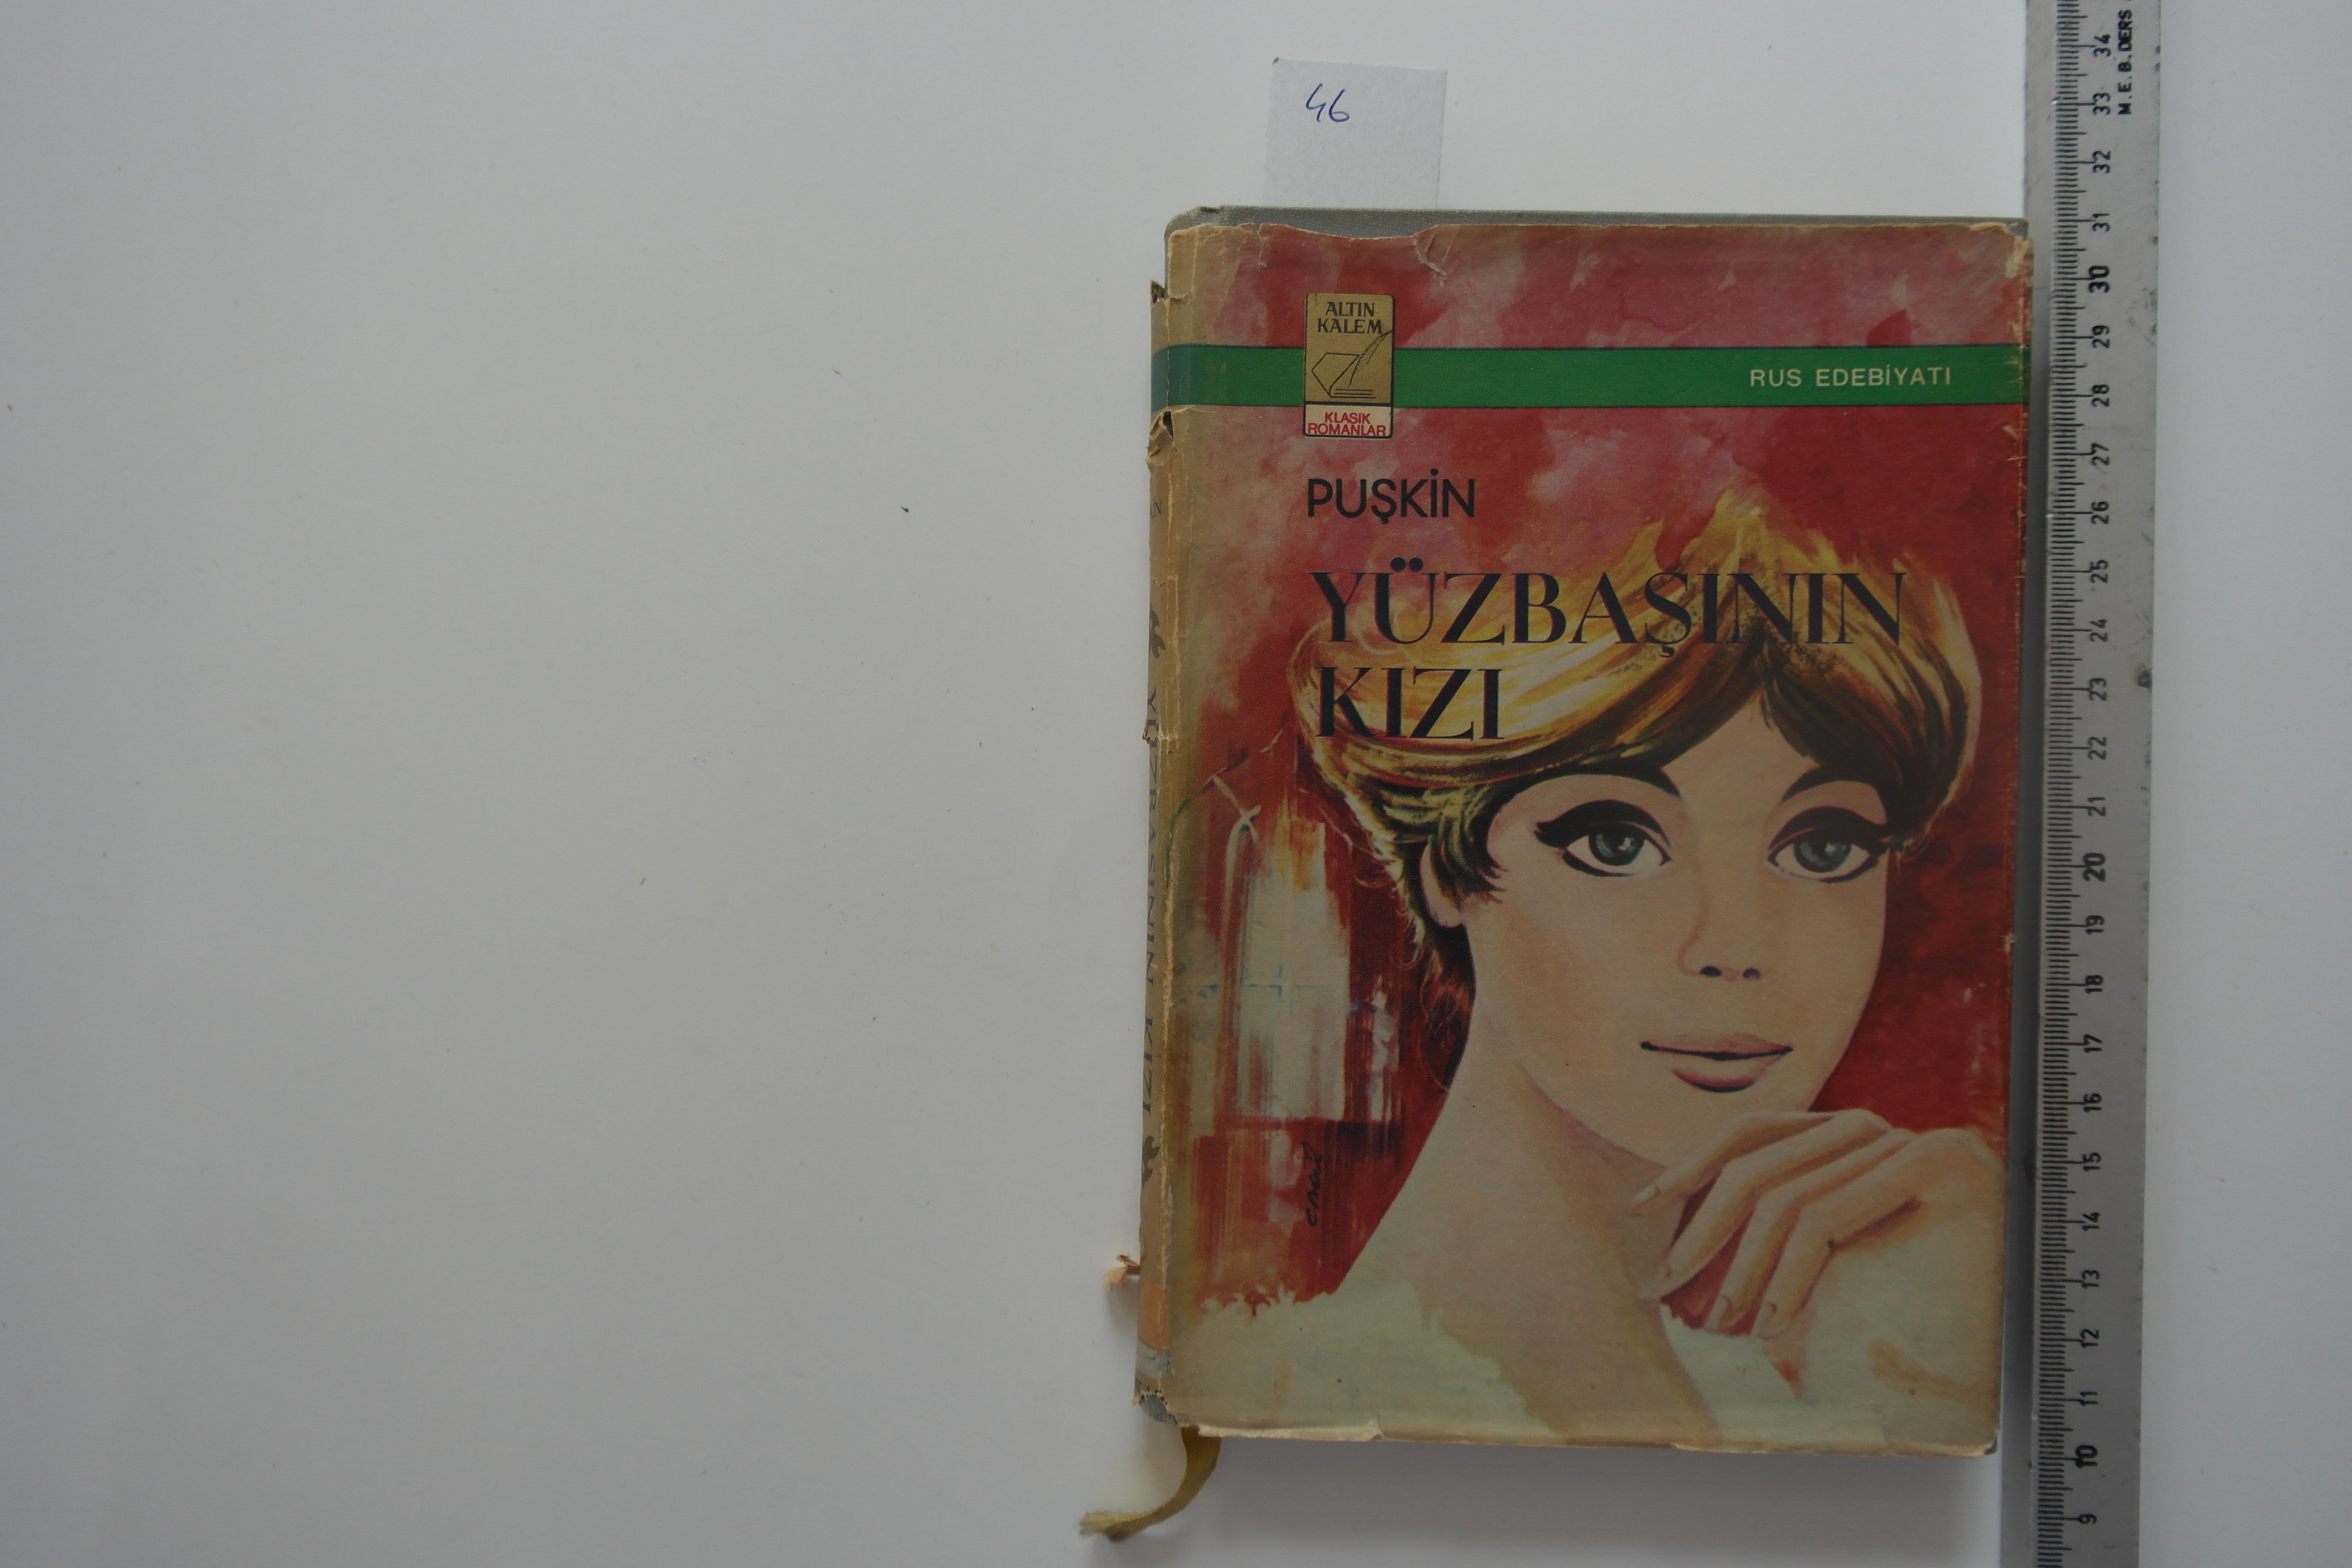 46
ALTIN
KALEM
KLASİK
ROMANLAR
RUS EDEBİYATI
PUŞKİN
YÜZBAŞININ
KIZI
YÜZBAŞININ KIZI
M.E.B. DERS
34
33
32
31
30
29
28
27
26
25
24
23
22
21
20
19
18
17
16
15
14
13
12
11
10
9